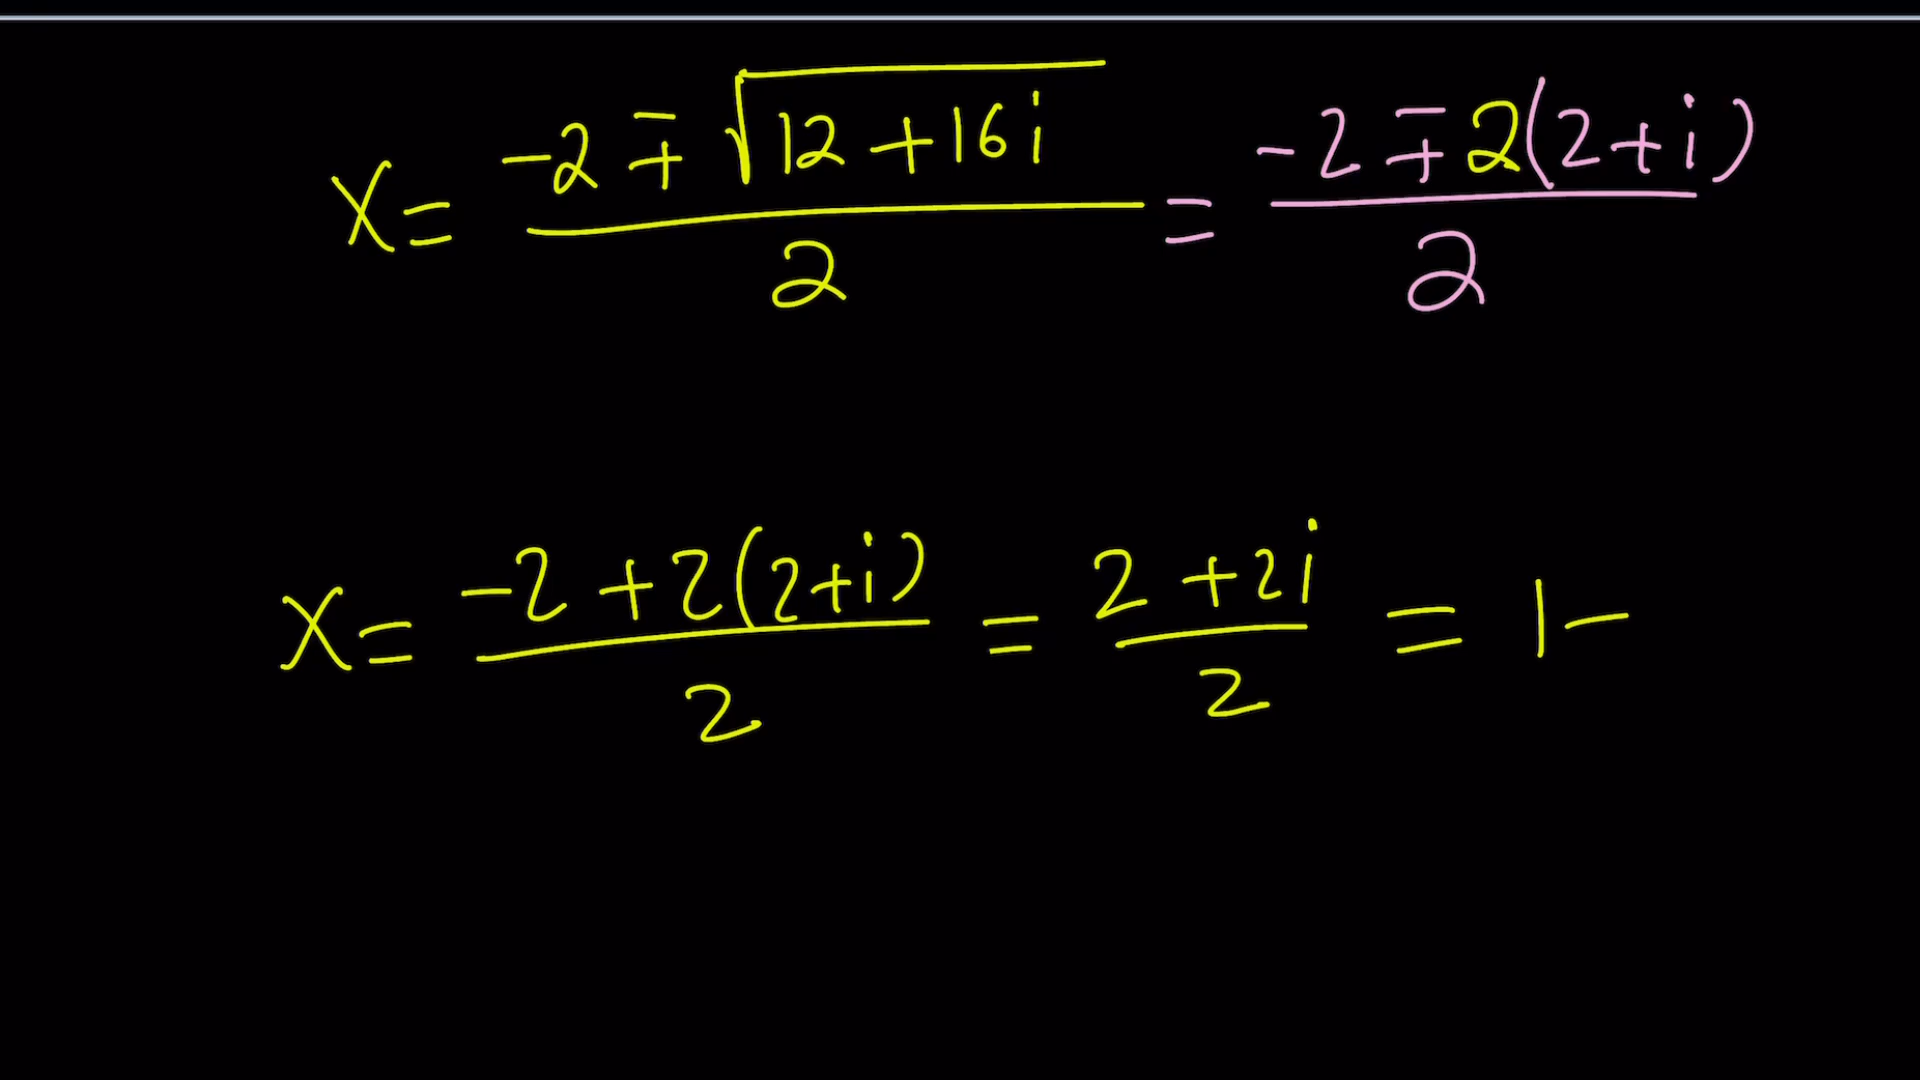 x = (-2 ∓ √(12 + 16i)) / 2 = (-2 ∓ 2(2+i)) / 2
x = (-2 + 2(2+i)) / 2 = (2 + 2i) / 2 = 1 -